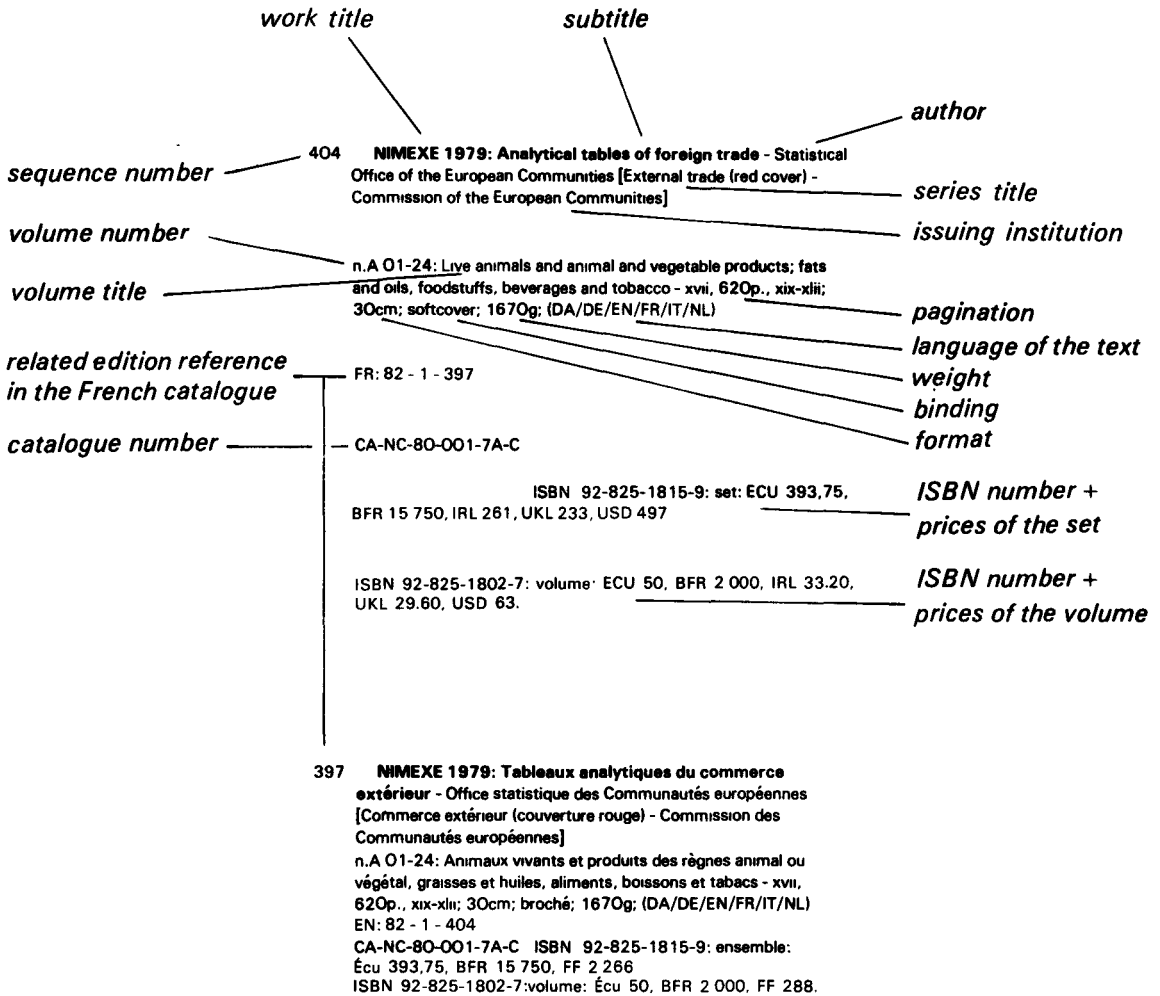 work title
subtitle
author
sequence number
404 NIMEXE 1979: Analytical tables of foreign trade - Statistical
Office of the European Communities [External trade (red cover) -
Commission of the European Communities]
series title
issuing institution
volume number
volume title
n.A 01-24: Live animals and animal and vegetable products; fats
and oils, foodstuffs, beverages and tobacco - xvii, 620p., xix-xliii;
30cm; softcover; 1670g; (DA/DE/EN/FR/IT/NL)
pagination
language of the text
weight
binding
format
related edition reference
in the French catalogue
FR: 82 - 1 - 397
catalogue number
CA-NC-80-001-7A-C
ISBN 92-825-1815-9: set: ECU 393,75,
BFR 15 750, IRL 261, UKL 233, USD 497
ISBN number +
prices of the set
ISBN 92-825-1802-7: volume: ECU 50, BFR 2 000, IRL 33.20,
UKL 29.60, USD 63.
ISBN number +
prices of the volume
397 NIMEXE 1979: Tableaux analytiques du commerce
extérieur - Office statistique des Communautés européennes
[Commerce extérieur (couverture rouge) - Commission des
Communautés européennes]
n.A 01-24: Animaux vivants et produits des règnes animal ou
végétal, graisses et huiles, aliments, boissons et tabacs - xvii,
620p., xix-xliii; 30cm; broché; 1670g; (DA/DE/EN/FR/IT/NL)
EN: 82 - 1 - 404
CA-NC-80-001-7A-C ISBN 92-825-1815-9: ensemble:
Écu 393,75, BFR 15 750, FF 2 266
ISBN 92-825-1802-7:volume: Écu 50, BFR 2 000, FF 288.